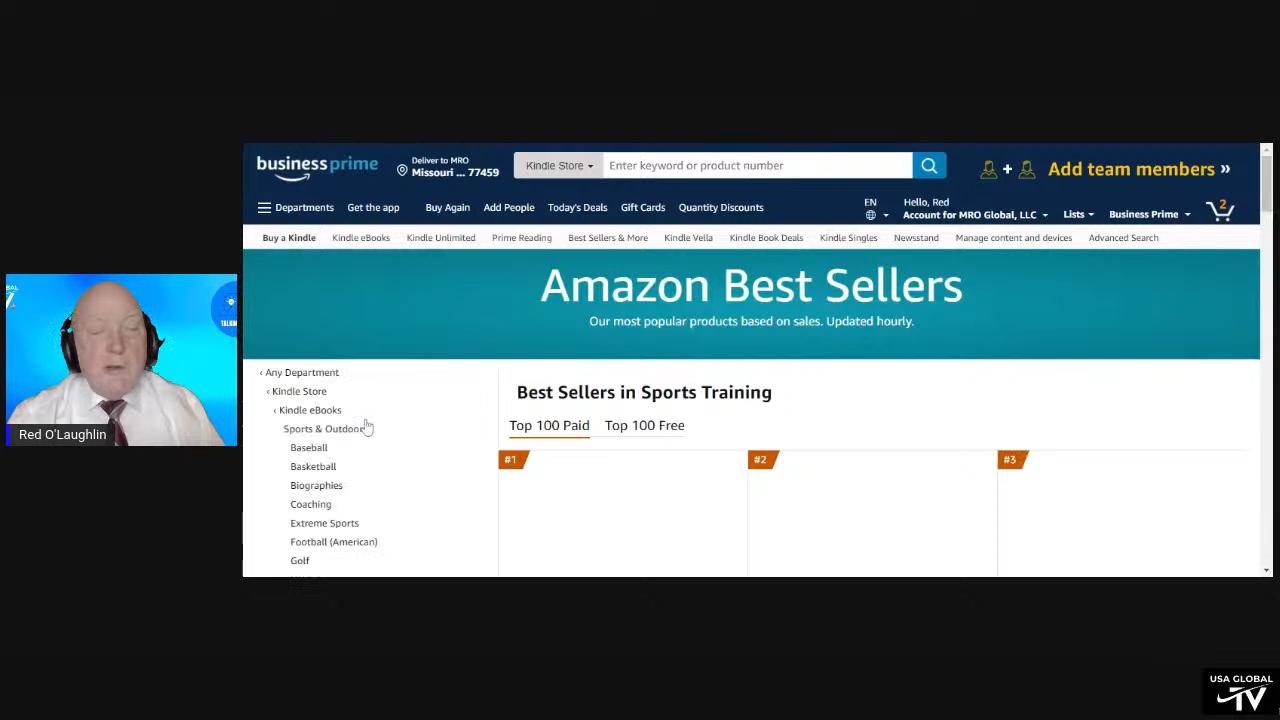 business prime
Deliver to MRO
Missouri ... 77459
Kindle Store
Enter keyword or product number
+
Add team members »
Departments
Get the app
Buy Again
Add People
Today's Deals
Gift Cards
Quantity Discounts
EN
Hello, Red
Account for MRO Global, LLC
Lists
Business Prime
2
Buy a Kindle
Kindle eBooks
Kindle Unlimited
Prime Reading
Best Sellers & More
Kindle Vella
Kindle Book Deals
Kindle Singles
Newsstand
Manage content and devices
Advanced Search
Amazon Best Sellers
Our most popular products based on sales. Updated hourly.
‹ Any Department
‹ Kindle Store
‹ Kindle eBooks
Sports & Outdoor
Baseball
Basketball
Biographies
Coaching
Extreme Sports
Football (American)
Golf
Best Sellers in Sports Training
Top 100 Paid
Top 100 Free
#1
#2
#3
Red O'Laughlin
USA GLOBAL
TV